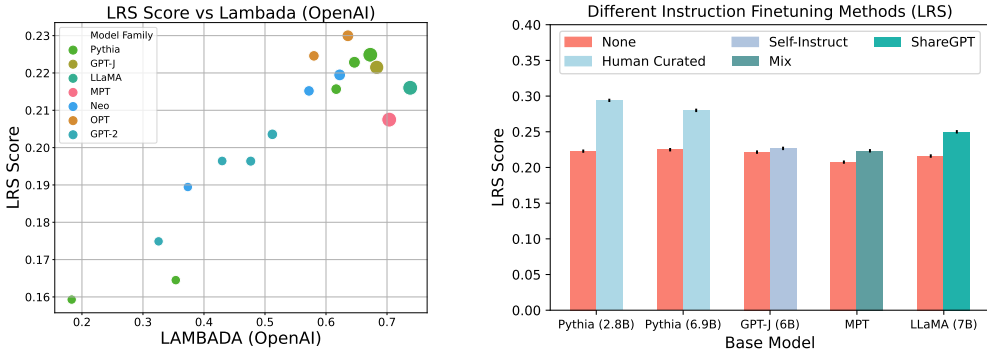 LRS Score vs Lambada (OpenAI)
LRS Score
0.23
0.22
0.21
0.20
0.19
0.18
0.17
0.16
Model Family
Pythia
GPT-J
LLaMA
MPT
Neo
OPT
GPT-2
0.2 0.3 0.4 0.5 0.6 0.7
LAMBADA (OpenAI)
Different Instruction Finetuning Methods (LRS)
LRS Score
0.40
0.35
0.30
0.25
0.20
0.15
0.10
0.05
0.00
None Self-Instruct ShareGPT
Human Curated Mix
Pythia (2.8B) Pythia (6.9B) GPT-J (6B) MPT LLaMA (7B)
Base Model